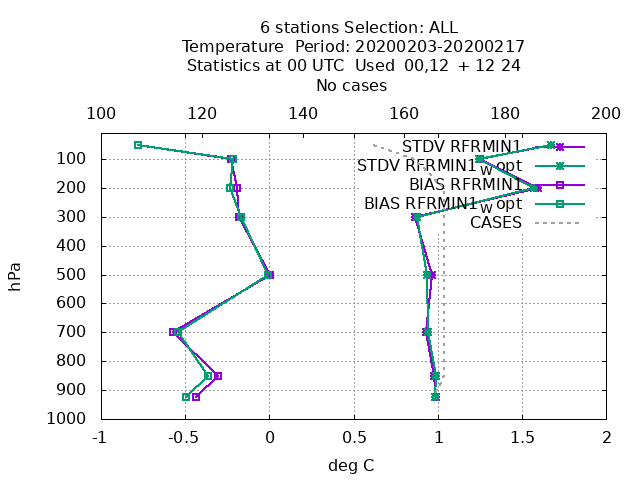 6 stations Selection: ALL
Temperature  Period: 20200203-20200217
Statistics at 00 UTC  Used  00,12  + 12 24
No cases
100 120 140 160 180 200
STDV RFRMIN1
STDV RFRMIN1_W opt
BIAS RFRMIN1
BIAS RFRMIN1_W opt
CASES
100
200
300
400
500
600
700
800
900
1000
hPa
-1 -0.5 0 0.5 1 1.5 2
deg C